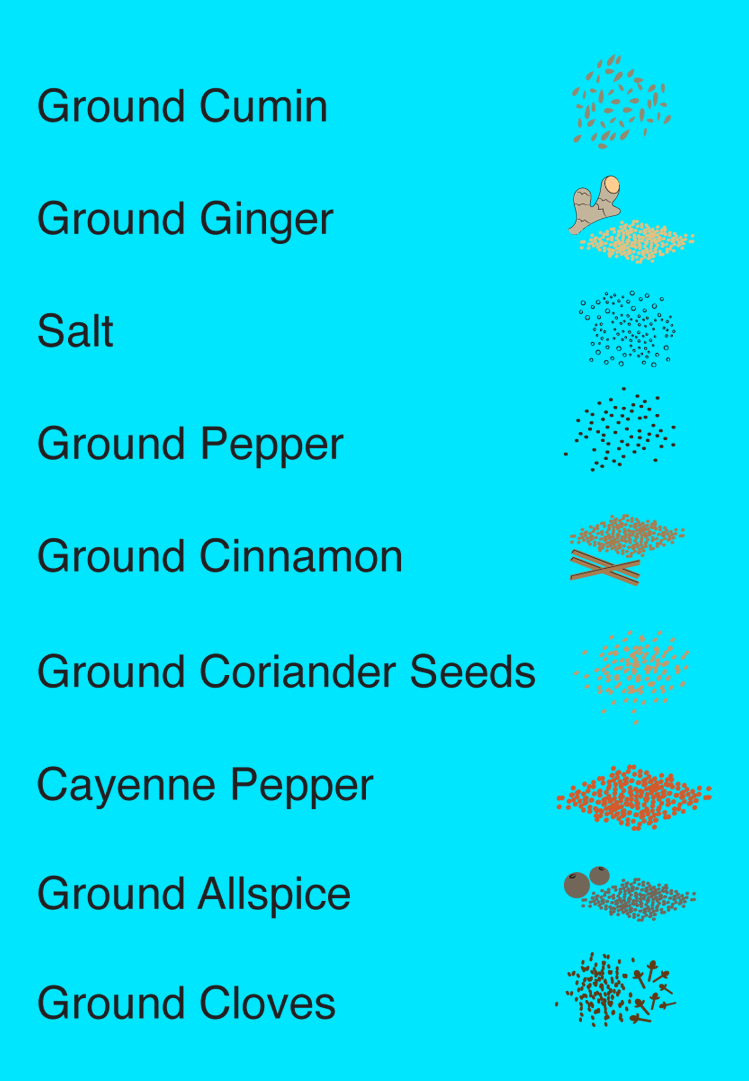 Ground Cumin
Ground Ginger
Salt
Ground Pepper
Ground Cinnamon
Ground Coriander Seeds
Cayenne Pepper
Ground Allspice
Ground Cloves